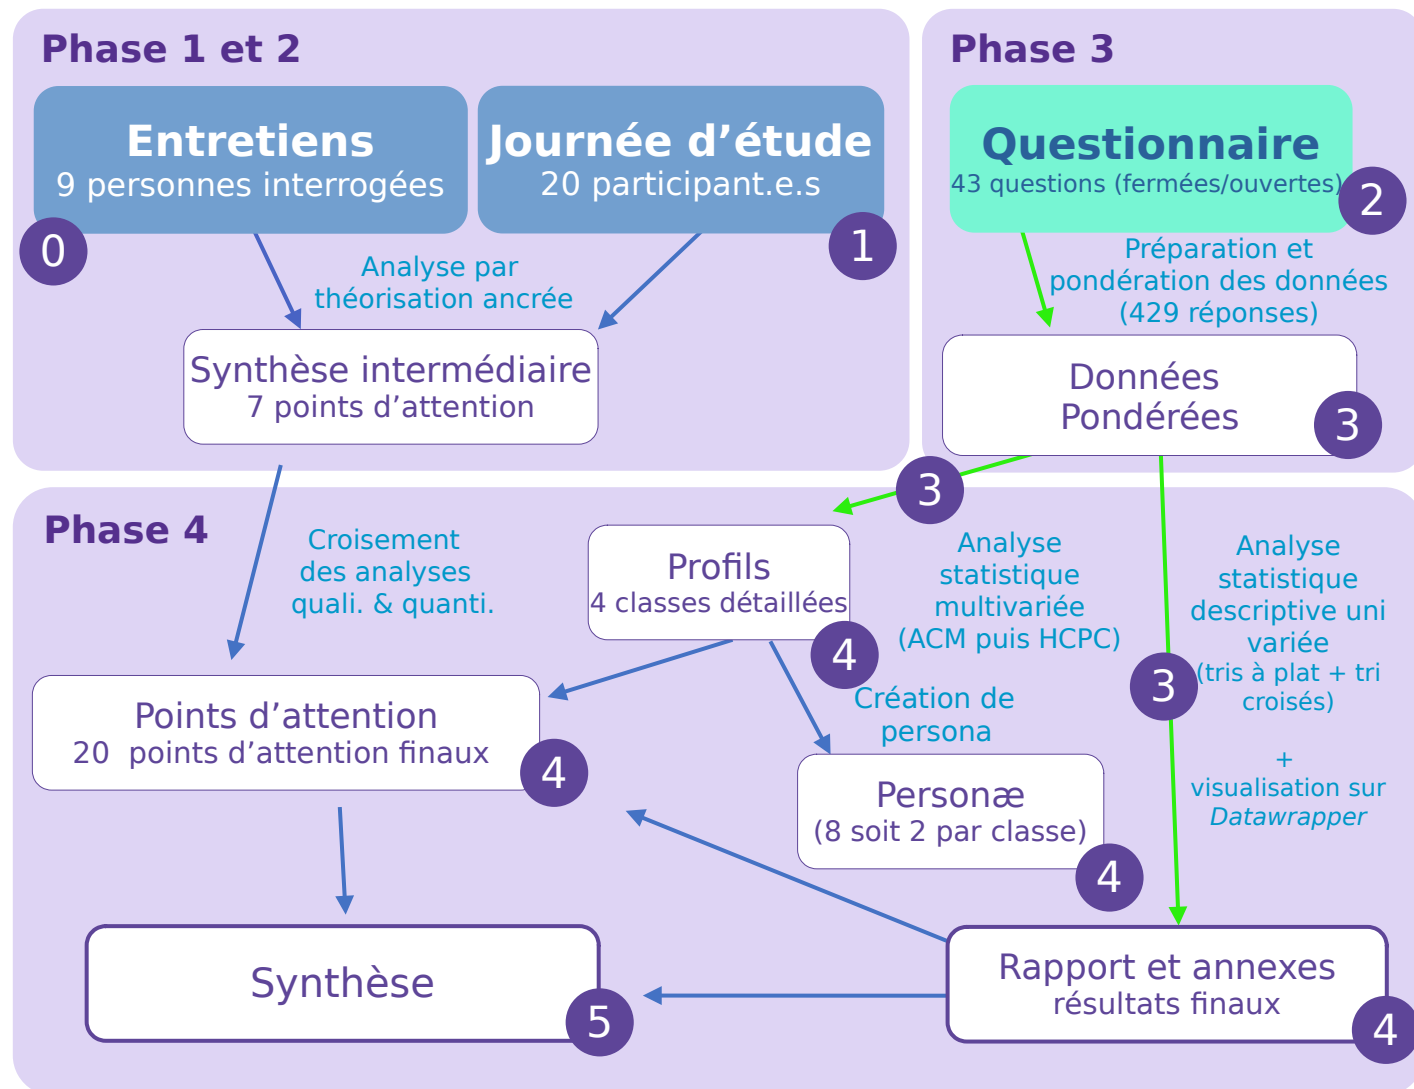 Phase 1 et 2
Entretiens
9 personnes interrogées
0
Journée d’étude
20 participant.e.s
1
Analyse par
théorisation ancrée
Synthèse intermédiaire
7 points d’attention
Phase 3
Questionnaire
43 questions (fermées/ouvertes)
2
Préparation et
pondération des données
(429 réponses)
Données
Pondérées
3
3
Phase 4
Croisement
des analyses
quali. & quanti.
Profils
4 classes détaillées
4
Analyse
statistique
multivariée
(ACM puis HCPC)
Analyse
statistique
descriptive uni
variée
(tris à plat + tri
croisés)
+
visualisation sur
Datawrapper
3
Points d’attention
20  points d’attention finaux
4
Création de
persona
Personæ
(8 soit 2 par classe)
4
Synthèse
5
Rapport et annexes
résultats finaux
4